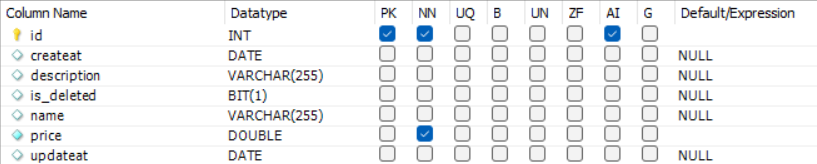 Column Name Datatype PK NN UQ B UN ZF AI G Default/Expression
id INT
createat DATE NULL
description VARCHAR(255) NULL
is_deleted BIT(1) NULL
name VARCHAR(255) NULL
price DOUBLE
updateat DATE NULL